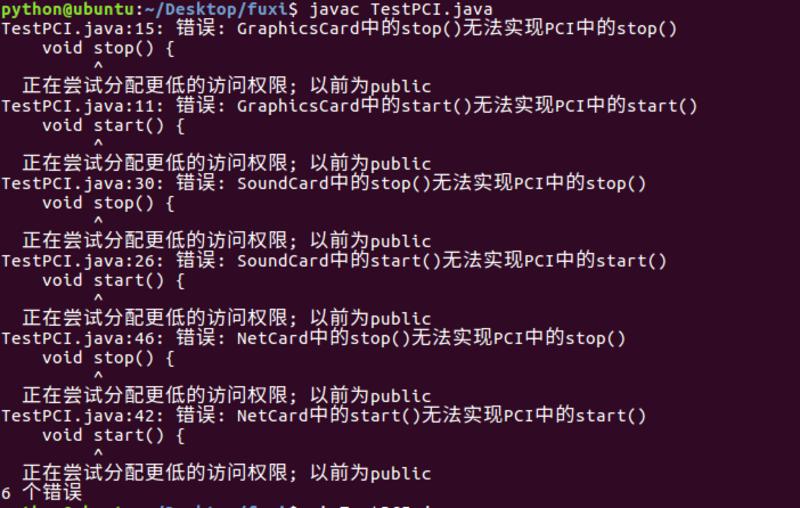 python@ubuntu:~/Desktop/fuxi$ javac TestPCI.java
TestPCI.java:15: 错误: GraphicsCard中的stop()无法实现PCI中的stop()
    void stop() {
         ^
  正在尝试分配更低的访问权限; 以前为public
TestPCI.java:11: 错误: GraphicsCard中的start()无法实现PCI中的start()
    void start() {
         ^
  正在尝试分配更低的访问权限; 以前为public
TestPCI.java:30: 错误: SoundCard中的stop()无法实现PCI中的stop()
    void stop() {
         ^
  正在尝试分配更低的访问权限; 以前为public
TestPCI.java:26: 错误: SoundCard中的start()无法实现PCI中的start()
    void start() {
         ^
  正在尝试分配更低的访问权限; 以前为public
TestPCI.java:46: 错误: NetCard中的stop()无法实现PCI中的stop()
    void stop() {
         ^
  正在尝试分配更低的访问权限; 以前为public
TestPCI.java:42: 错误: NetCard中的start()无法实现PCI中的start()
    void start() {
         ^
  正在尝试分配更低的访问权限; 以前为public
6 个错误